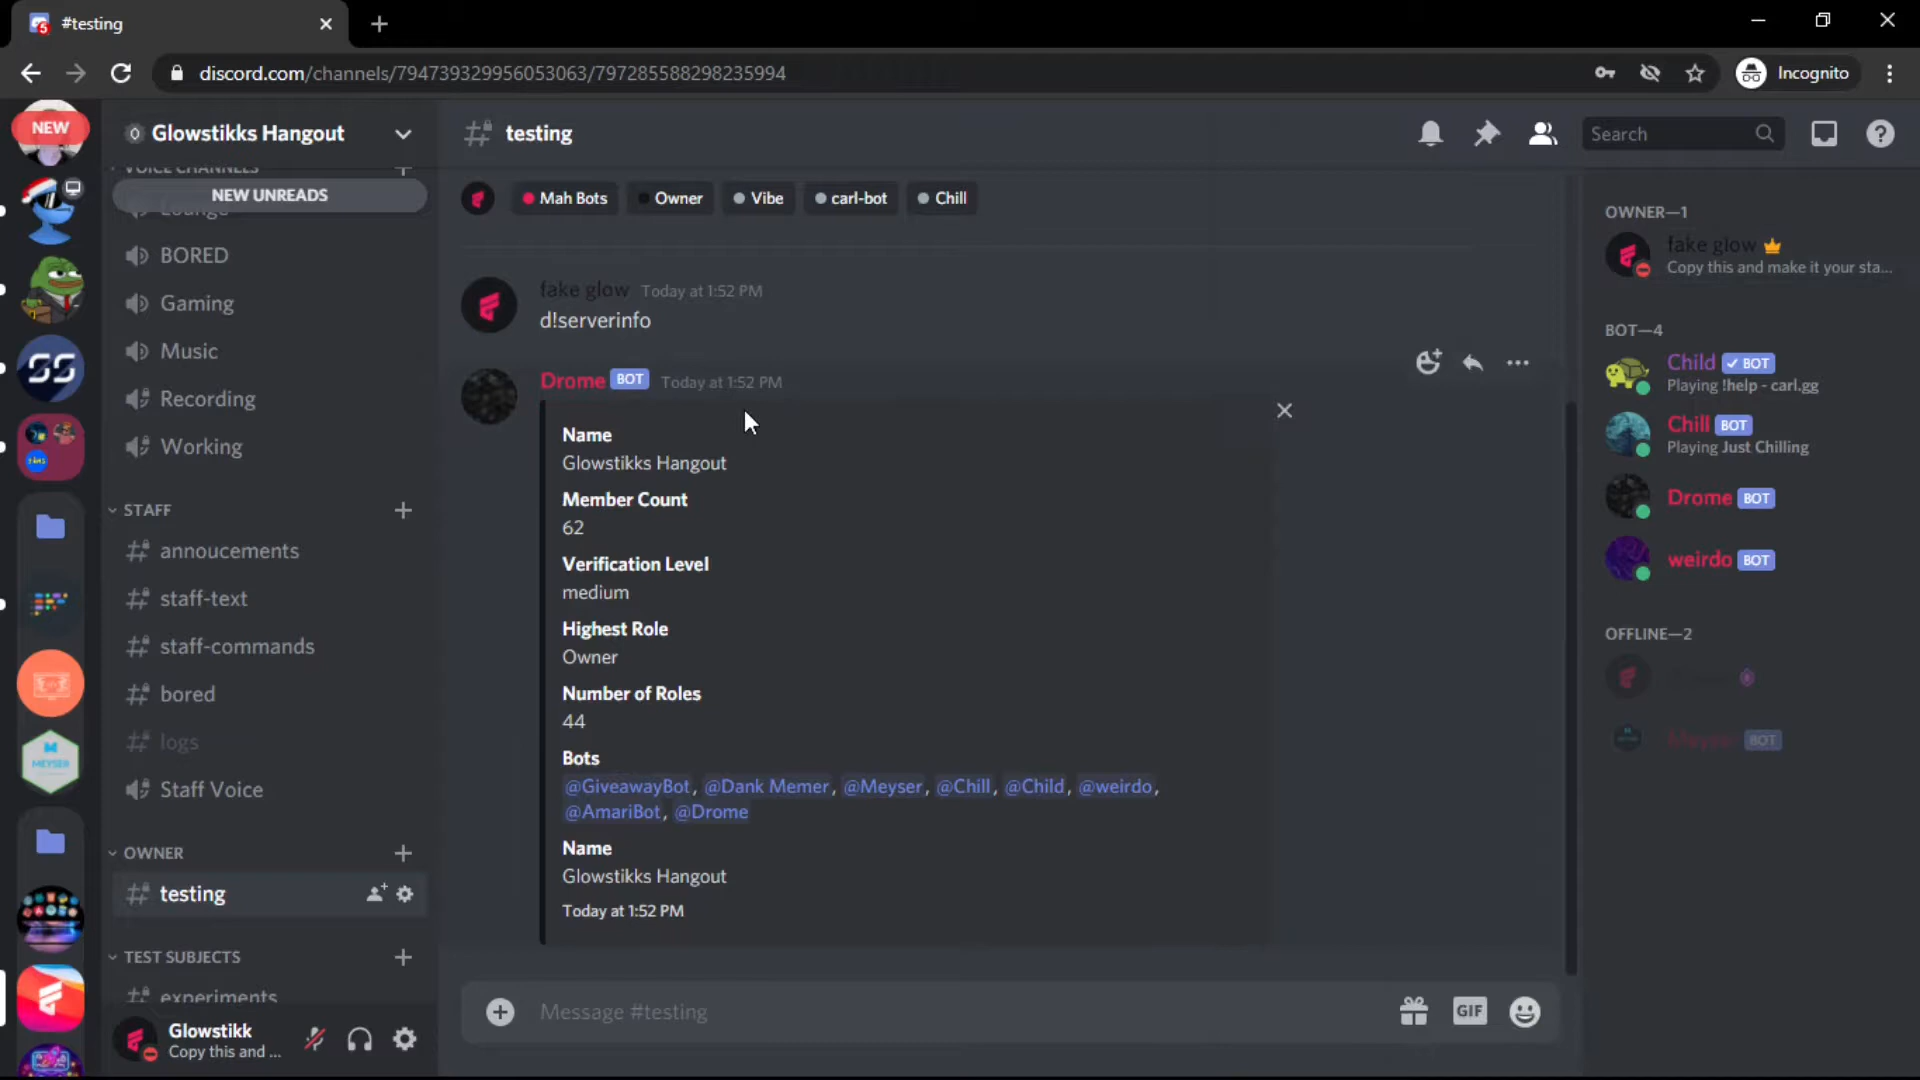 #testing
discord.com/channels/794739329956053063/797285588298235994
Incognito
NEW
Glowstikks Hangout
testing
Search
VOICE CHANNELS
NEW UNREADS
Lounge
BORED
Gaming
Music
Recording
Working
STAFF
annoucements
staff-text
staff-commands
bored
logs
Staff Voice
OWNER
testing
TEST SUBJECTS
experiments
Glowstikk
Copy this and ...
MEYSER
Mah Bots
Owner
Vibe
carl-bot
Chill
fake glow Today at 1:52 PM
d!serverinfo
Drome BOT Today at 1:52 PM
Name
Glowstikks Hangout
Member Count
62
Verification Level
medium
Highest Role
Owner
Number of Roles
44
Bots
@GiveawayBot, @Dank Memer, @Meyser, @Chill, @Child, @weirdo,
@AmariBot, @Drome
Name
Glowstikks Hangout
Today at 1:52 PM
Message #testing
GIF
OWNER—1
fake glow
Copy this and make it your sta...
BOT—4
Child ✓ BOT
Playing !help - carl.gg
Chill BOT
Playing Just Chilling
Drome BOT
weirdo BOT
OFFLINE—2
Meyser BOT